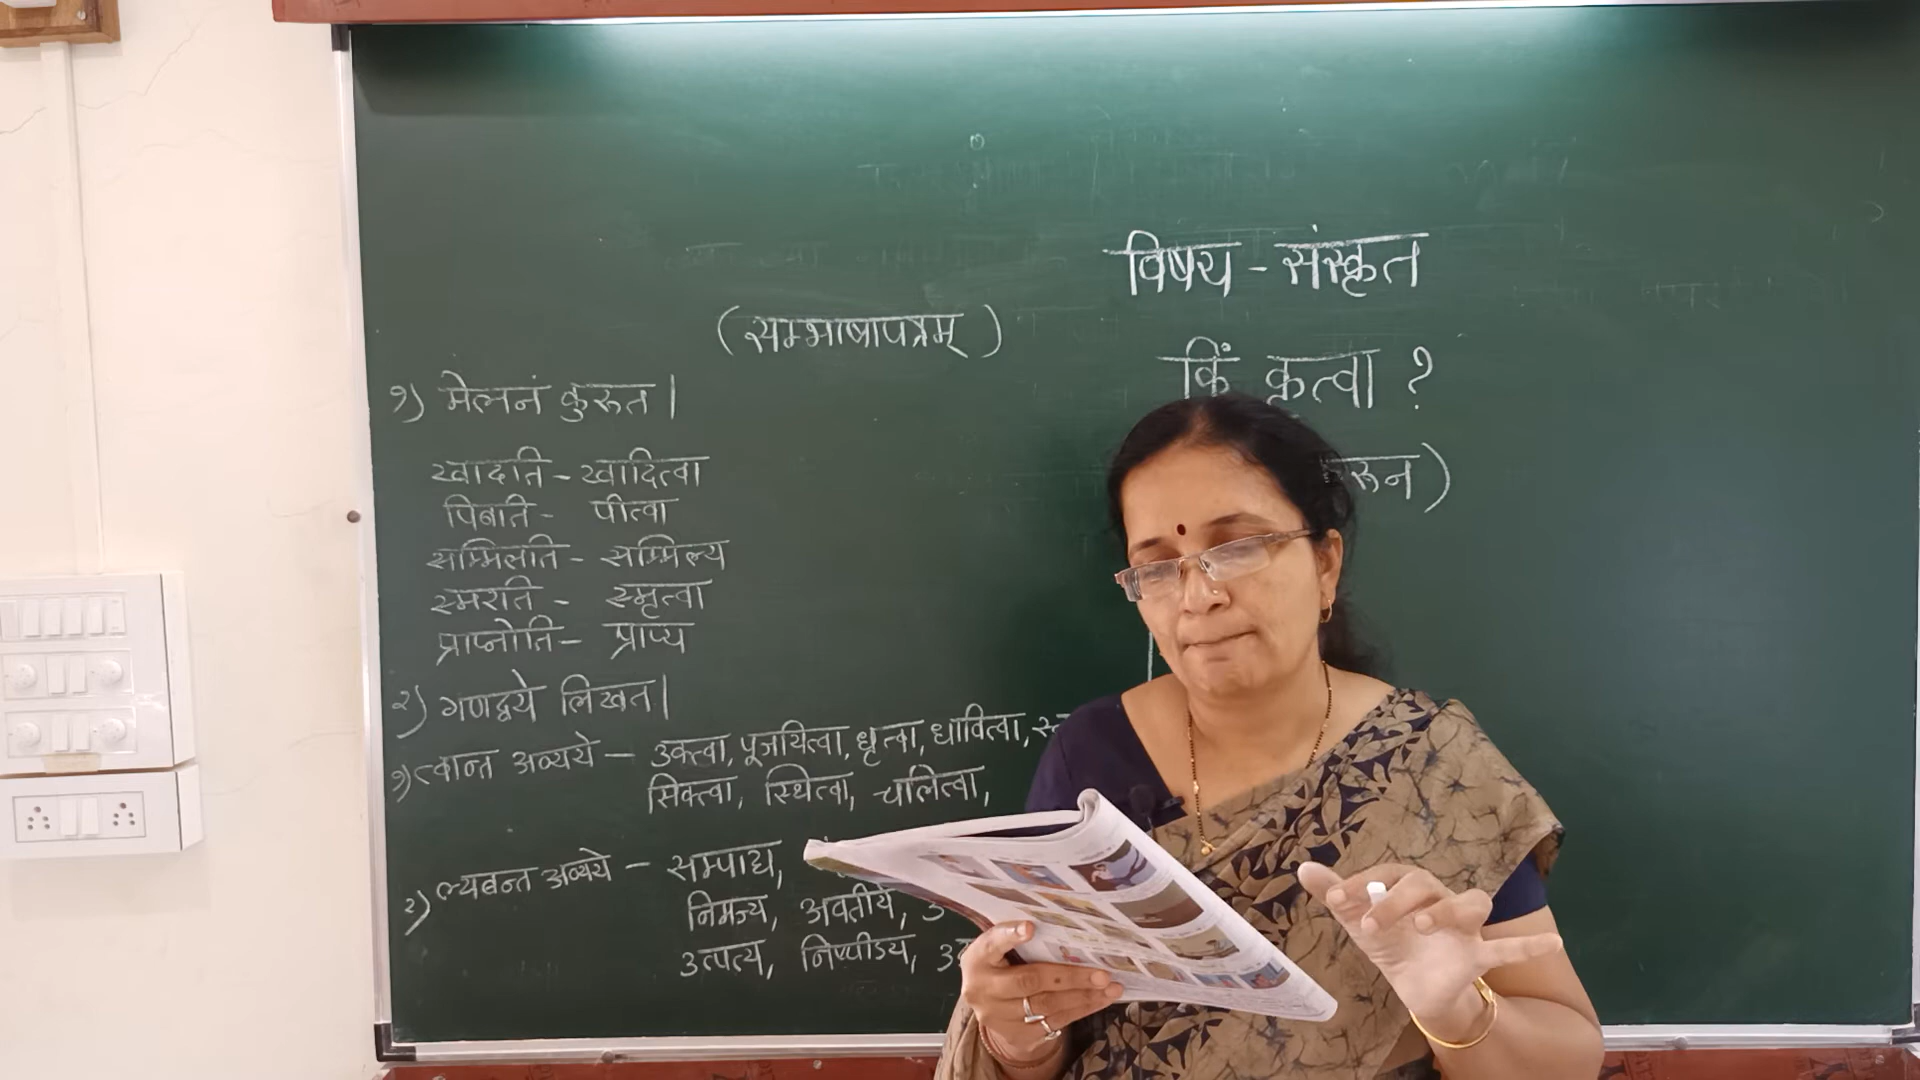 विषय - संस्कृत
किं कृत्वा ?
रून)
(सम्भाषापत्रम्)
१) मेलनं कुरूत।
खादति - खादित्वा
पिबति - पीत्वा
सम्मिलति - सम्मिल्य
स्मरति - स्मृत्वा
प्राप्नोति - प्राप्य
२) गणद्वये लिखत।
१) त्वान्त अव्यये - उक्त्वा, पूजयित्वा, धृत्वा, धावित्वा,
सिक्त्वा, स्थित्वा, चलित्वा,
२) ल्यबन्त अव्यये - सम्पाद्य,
निमज्य, अवतीर्य,
उत्पत्य, निष्पीड्य,